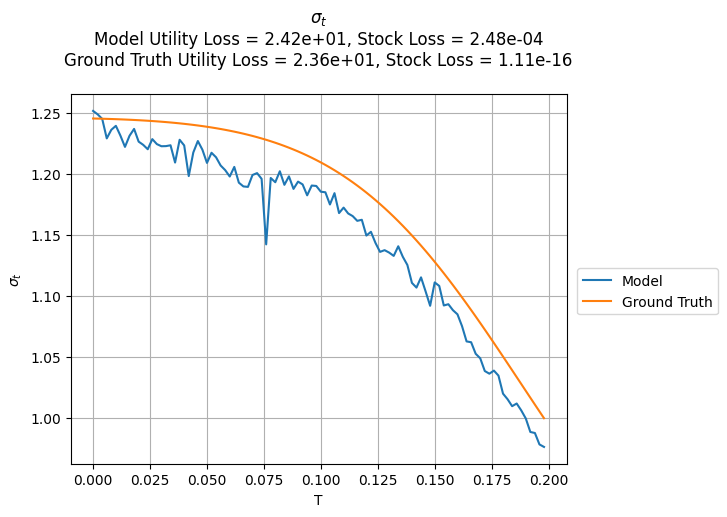 σt
Model Utility Loss = 2.42e+01, Stock Loss = 2.48e-04
Ground Truth Utility Loss = 2.36e+01, Stock Loss = 1.11e-16
1.25
1.20
1.15
1.10
1.05
1.00
σt
Model
Ground Truth
0.000 0.025 0.050 0.075 0.100 0.125 0.150 0.175 0.200
T